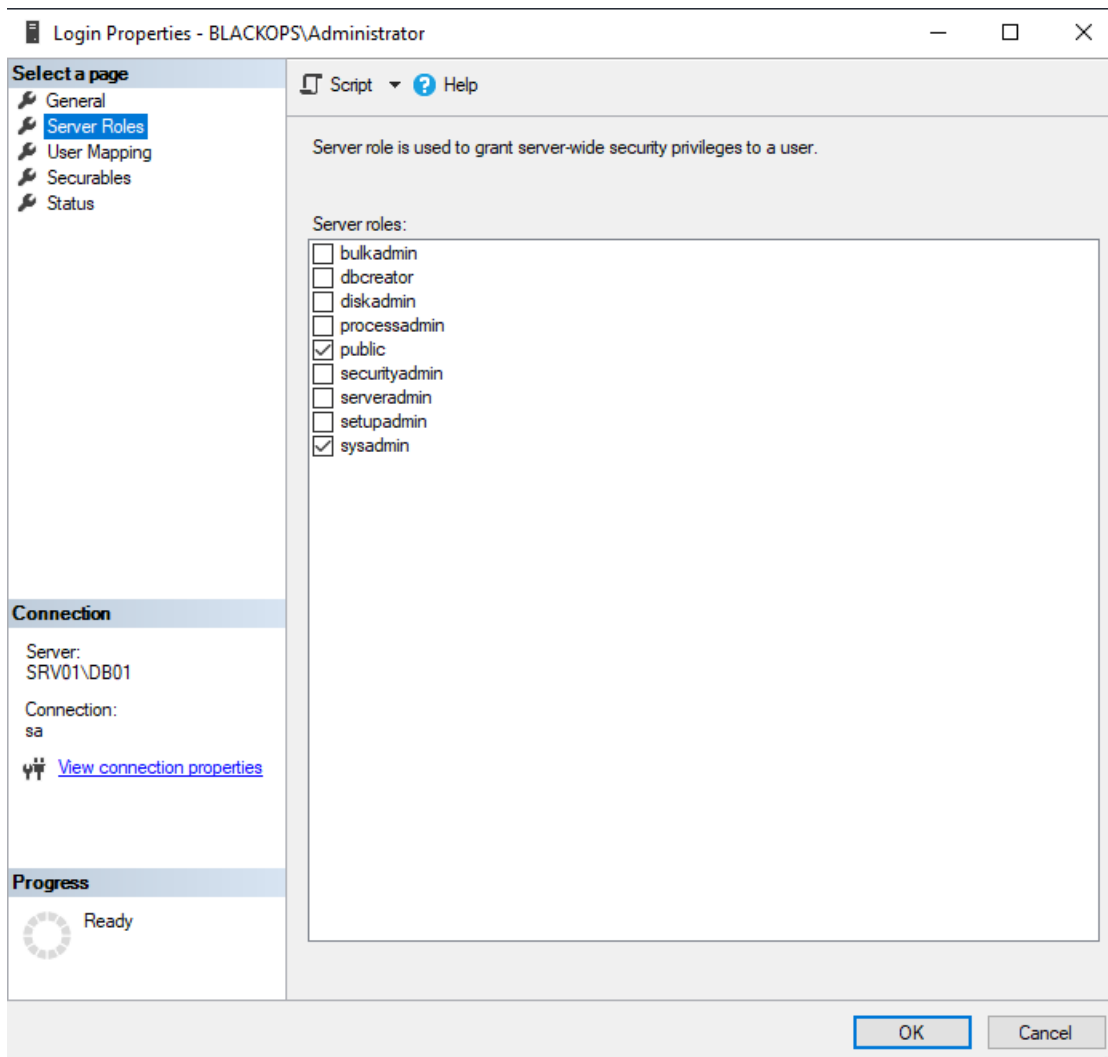 Login Properties - BLACKOPS\Administrator
Select a page
General
Server Roles
User Mapping
Securables
Status
Script
Help
Server role is used to grant server-wide security privileges to a user.
Server roles:
bulkadmin
dbcreator
diskadmin
processadmin
public
securityadmin
serveradmin
setupadmin
sysadmin
Connection
Server:
SRV01\DB01
Connection:
sa
View connection properties
Progress
Ready
OK
Cancel